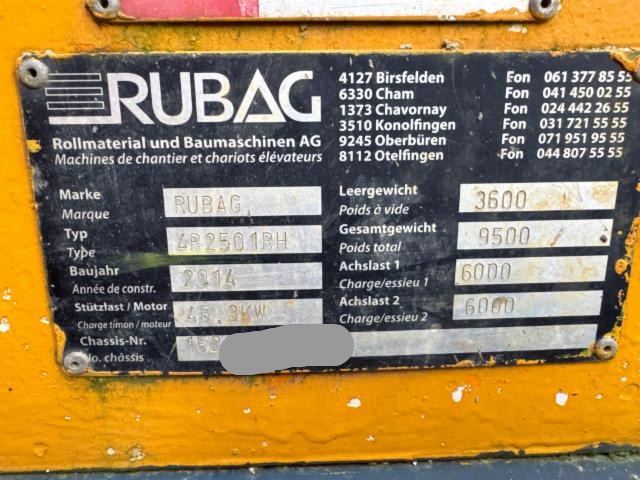 RUBAG
Rollmaterial und Baumaschinen AG
Machines de chantier et chariots élévateurs
4127 Birsfelden Fon 061 377 85 55
6330 Cham Fon 041 450 02 55
1373 Chavornay Fon 024 442 26 55
3510 Konolfingen Fon 031 721 55 55
9245 Oberbüren Fon 071 951 95 55
8112 Otelfingen Fon 044 807 55 55
Marke
Marque
RUBAG
Typ
Type
4R2501RH
Baujahr
Année de constr.
2014
Stützlast / Motor
Charge timon / moteur
46.3KW
Chassis-Nr.
No. châssis
Leergewicht
Poids à vide
3600
Gesamtgewicht
Poids total
9500
Achslast 1
Charge/essieu 1
6000
Achslast 2
Charge/essieu 2
6000